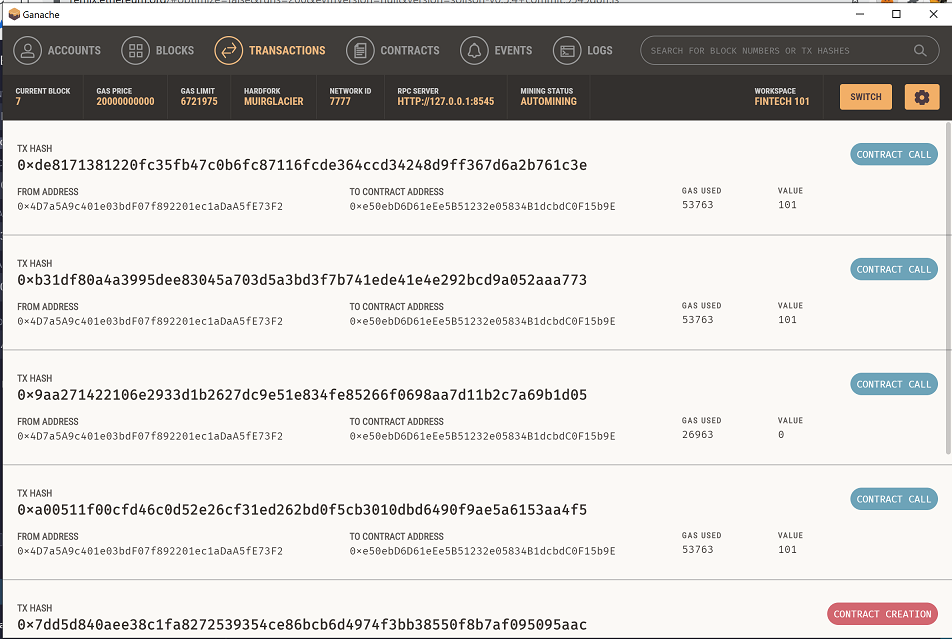 Ganache
ACCOUNTS BLOCKS TRANSACTIONS CONTRACTS EVENTS LOGS SEARCH FOR BLOCK NUMBERS OR TX HASHES
CURRENT BLOCK GAS PRICE GAS LIMIT HARDFORK NETWORK ID RPC SERVER MINING STATUS WORKSPACE
7 20000000000 6721975 MUIRGLACIER 7777 HTTP://127.0.0.1:8545 AUTOMINING FINTECH 101 SWITCH
TX HASH
0×de8171381220fc35fb47c0b6fc87116fcde364ccd34248d9ff367d6a2b761c3e CONTRACT CALL
FROM ADDRESS TO CONTRACT ADDRESS GAS USED VALUE
0×4D7a5A9c401e03bdF07f892201ec1aDaA5fE73F2 0×e50ebD6D61eEe5B51232e05834B1dcbdC0F15b9E 53763 101
TX HASH
0×b31df80a4a3995dee83045a703d5a3bd3f7b741ede41e4e292bcd9a052aaa773 CONTRACT CALL
FROM ADDRESS TO CONTRACT ADDRESS GAS USED VALUE
0×4D7a5A9c401e03bdF07f892201ec1aDaA5fE73F2 0×e50ebD6D61eEe5B51232e05834B1dcbdC0F15b9E 53763 101
TX HASH
0×9aa271422106e2933d1b2627dc9e51e834fe85266f0698aa7d11b2c7a69b1d05 CONTRACT CALL
FROM ADDRESS TO CONTRACT ADDRESS GAS USED VALUE
0×4D7a5A9c401e03bdF07f892201ec1aDaA5fE73F2 0×e50ebD6D61eEe5B51232e05834B1dcbdC0F15b9E 26963 0
TX HASH
0×a00511f00cfd46c0d52e26cf31ed262bd0f5cb3010dbd6490f9ae5a6153aa4f5 CONTRACT CALL
FROM ADDRESS TO CONTRACT ADDRESS GAS USED VALUE
0×4D7a5A9c401e03bdF07f892201ec1aDaA5fE73F2 0×e50ebD6D61eEe5B51232e05834B1dcbdC0F15b9E 53763 101
TX HASH
0×7dd5d840aee38c1fa8272539354ce86bcb6d4974f3bb38550f8b7af095095aac CONTRACT CREATION